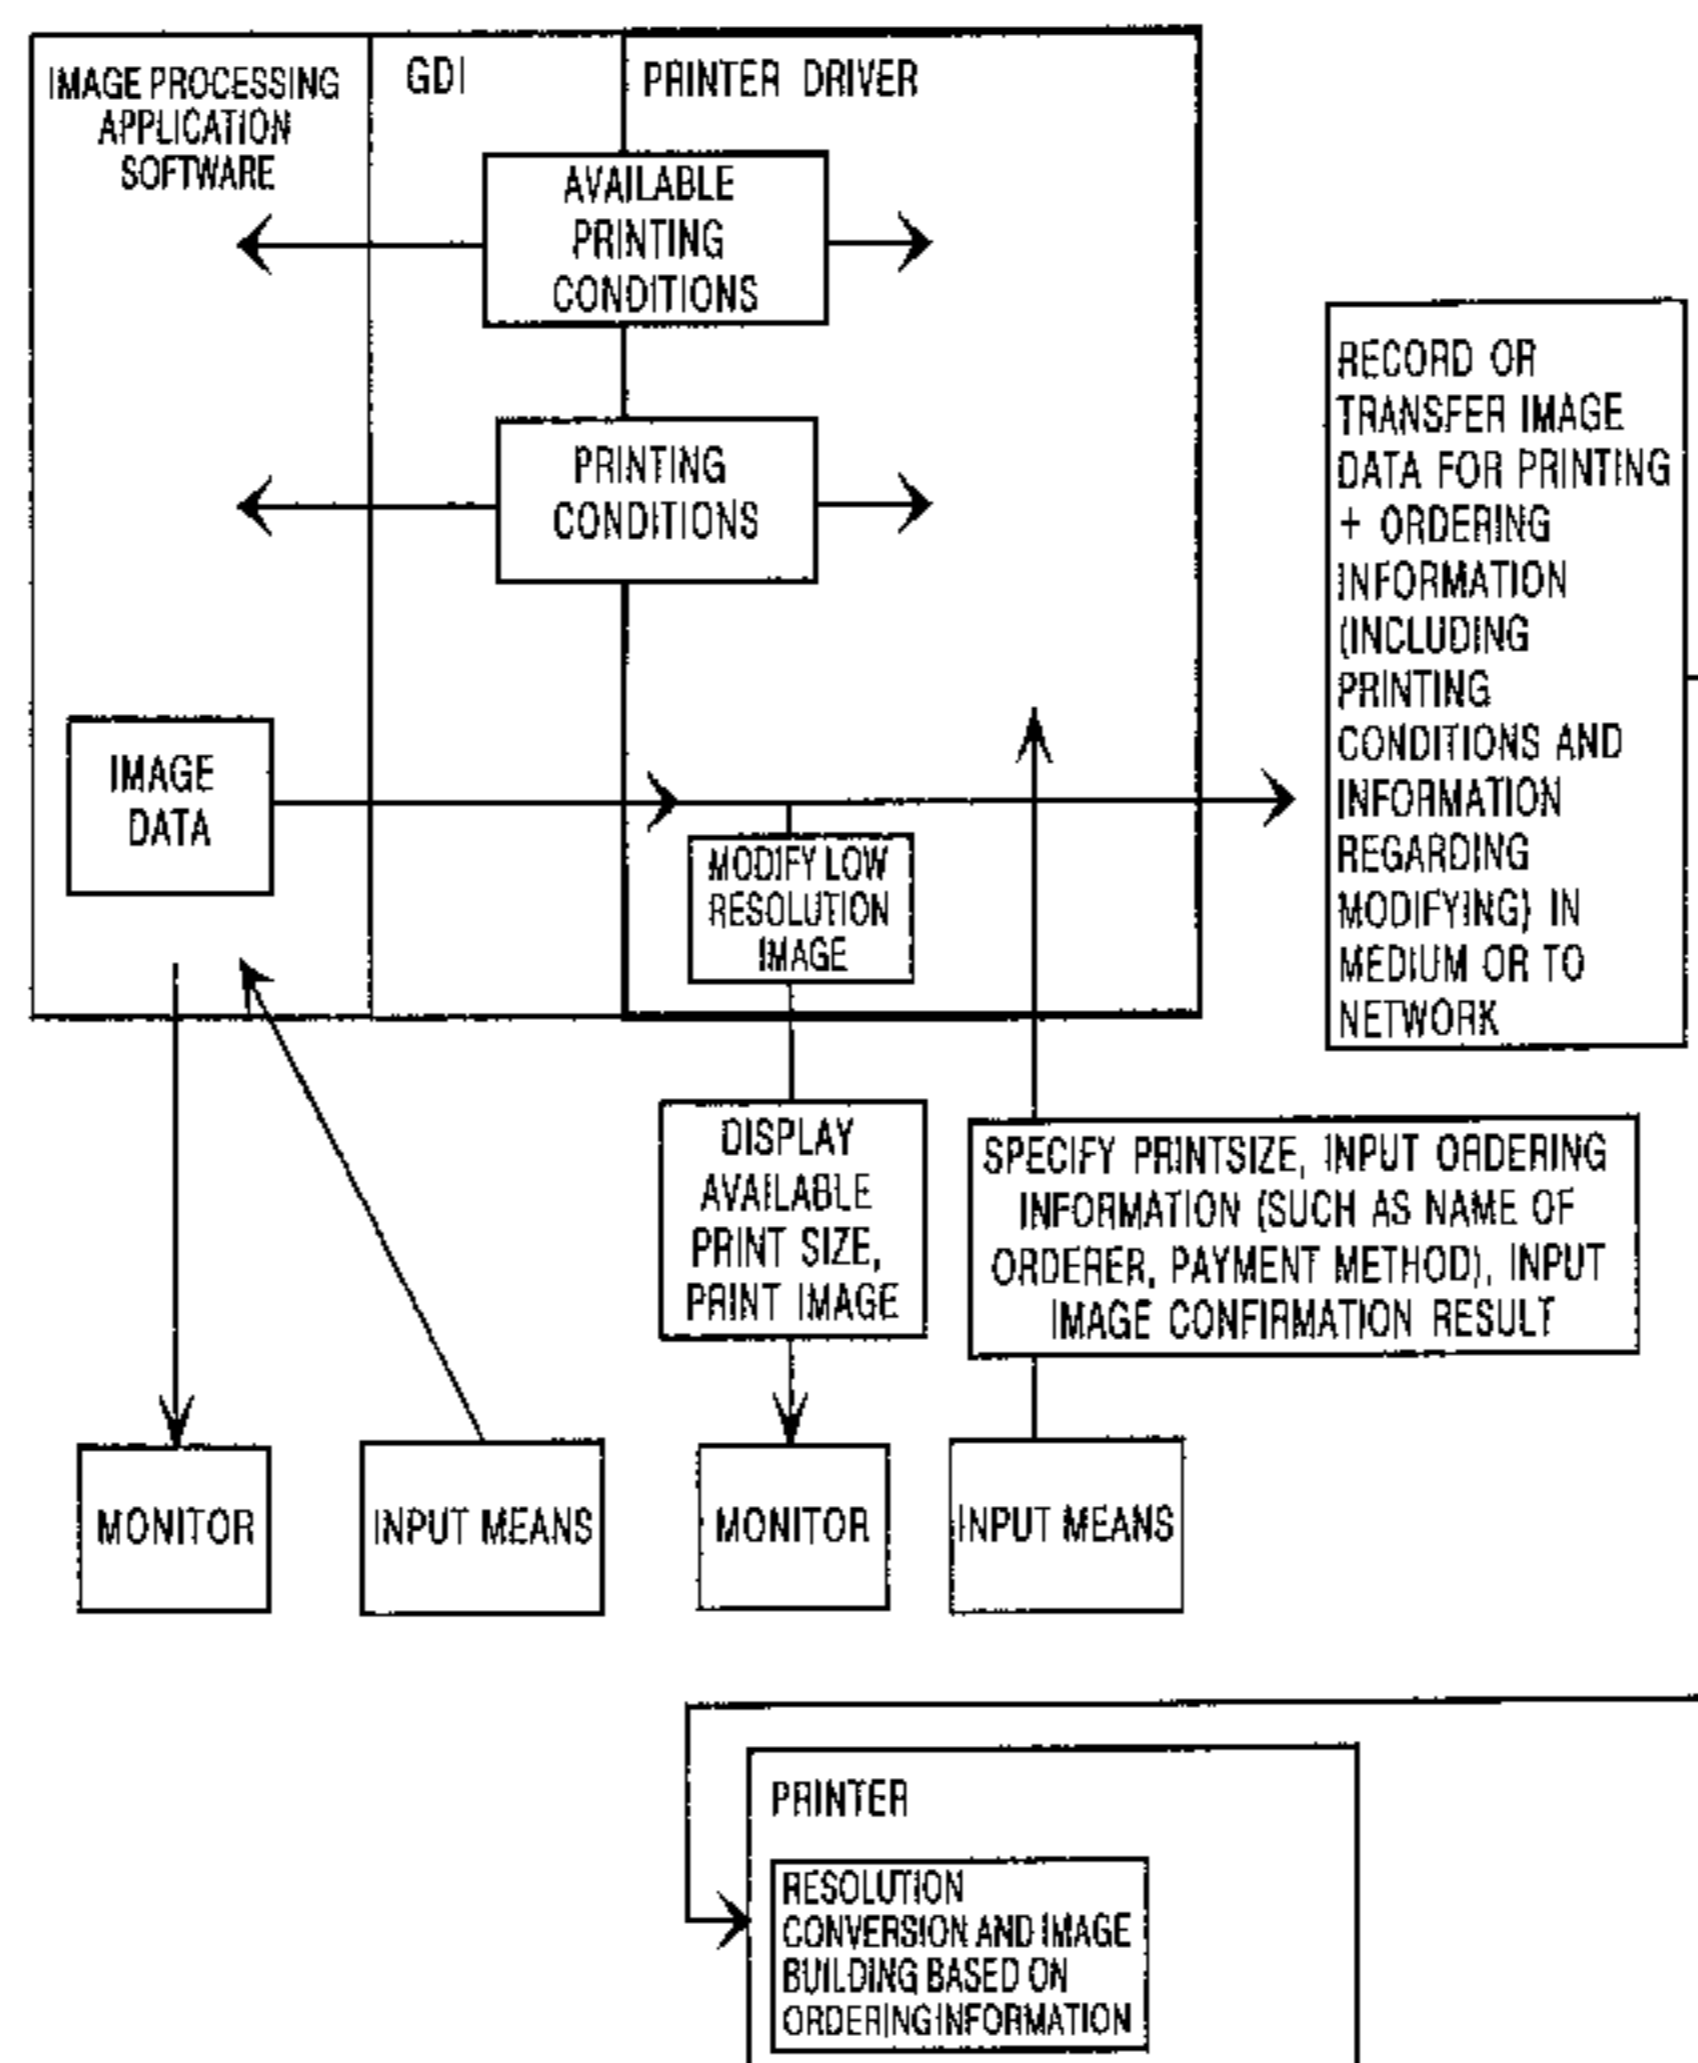 IMAGE PROCESSING
APPLICATION
SOFTWARE
GDI
PRINTER DRIVER
AVAILABLE
PRINTING
CONDITIONS
PRINTING
CONDITIONS
IMAGE
DATA
MODIFY LOW
RESOLUTION
IMAGE
RECORD OR
TRANSFER IMAGE
DATA FOR PRINTING
+ ORDERING
INFORMATION
(INCLUDING
PRINTING
CONDITIONS AND
INFORMATION
REGARDING
MODIFYING) IN
MEDIUM OR TO
NETWORK
DISPLAY
AVAILABLE
PRINT SIZE,
PRINT IMAGE
SPECIFY PRINTSIZE, INPUT ORDERING
INFORMATION (SUCH AS NAME OF
ORDERER, PAYMENT METHOD), INPUT
IMAGE CONFIRMATION RESULT
MONITOR
INPUT MEANS
MONITOR
INPUT MEANS
PRINTER
RESOLUTION
CONVERSION AND IMAGE
BUILDING BASED ON
ORDERING INFORMATION